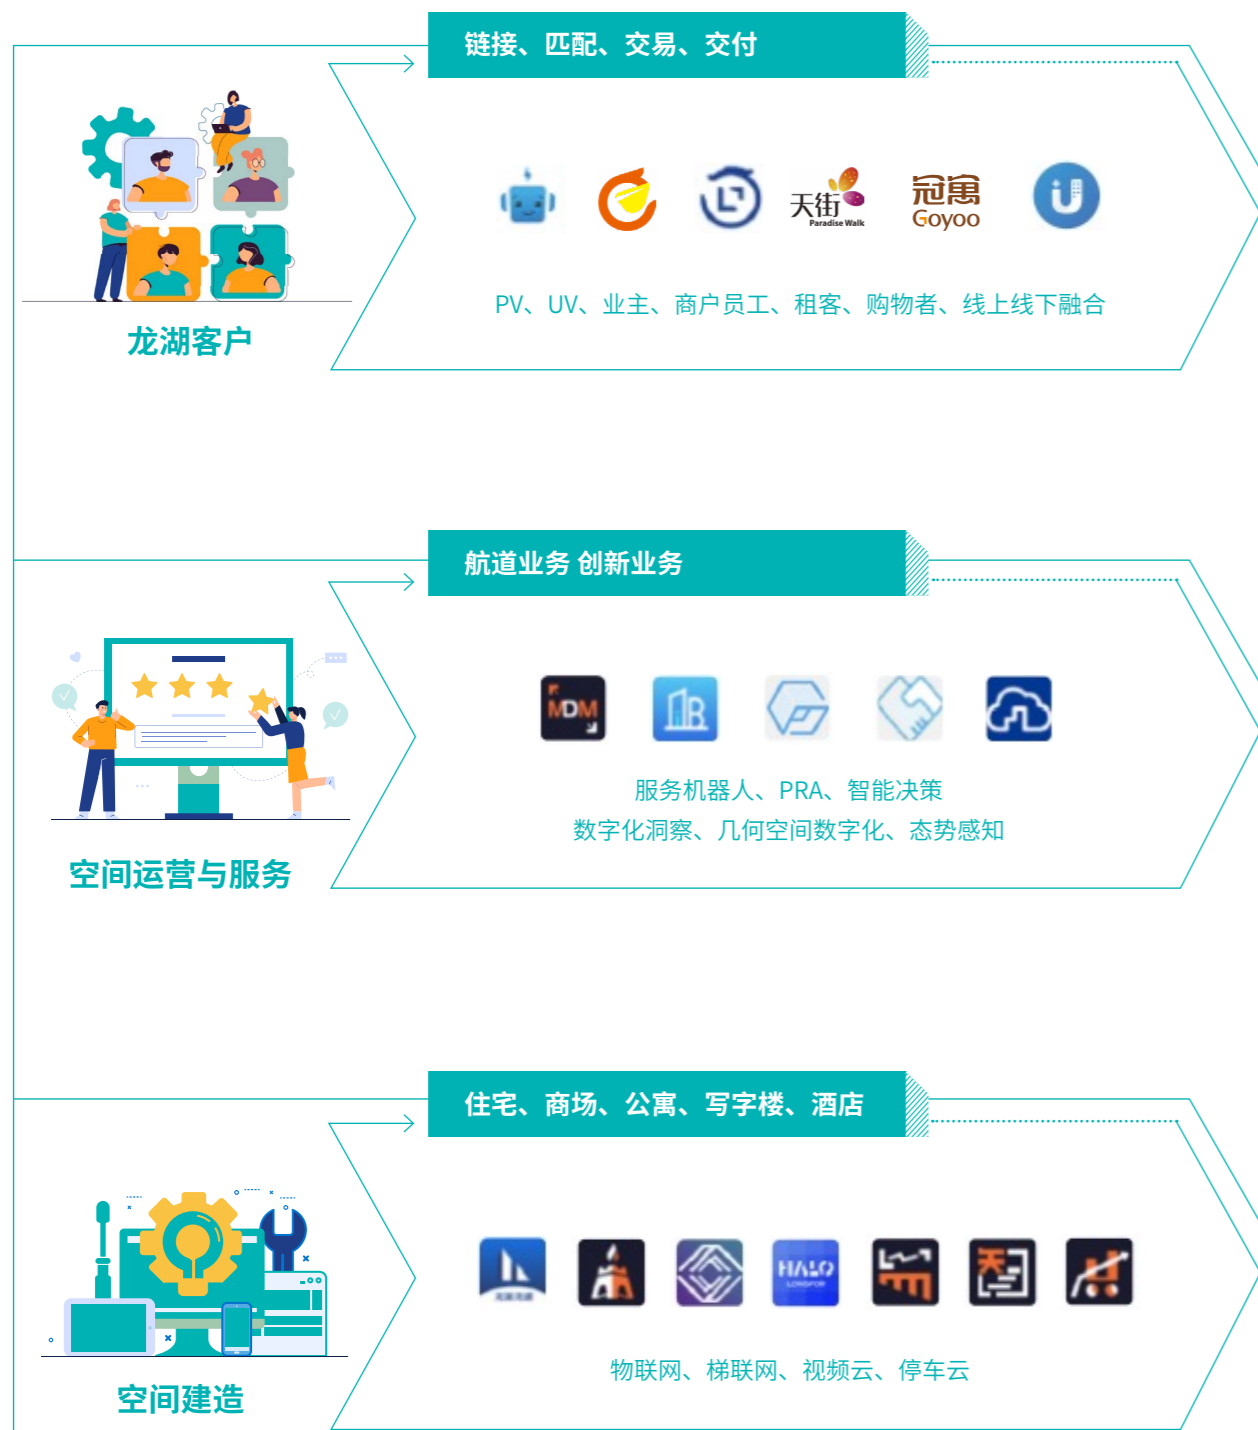 链接、匹配、交易、交付
天街
Paradise Walk
冠寓
Goyoo
PV、UV、业主、商户员工、租客、购物者、线上线下融合
龙湖客户
航道业务 创新业务
MDM
服务机器人、PRA、智能决策
数字化洞察、几何空间数字化、态势感知
空间运营与服务
住宅、商场、公寓、写字楼、酒店
HALO
LONGFOR
物联网、梯联网、视频云、停车云
空间建造